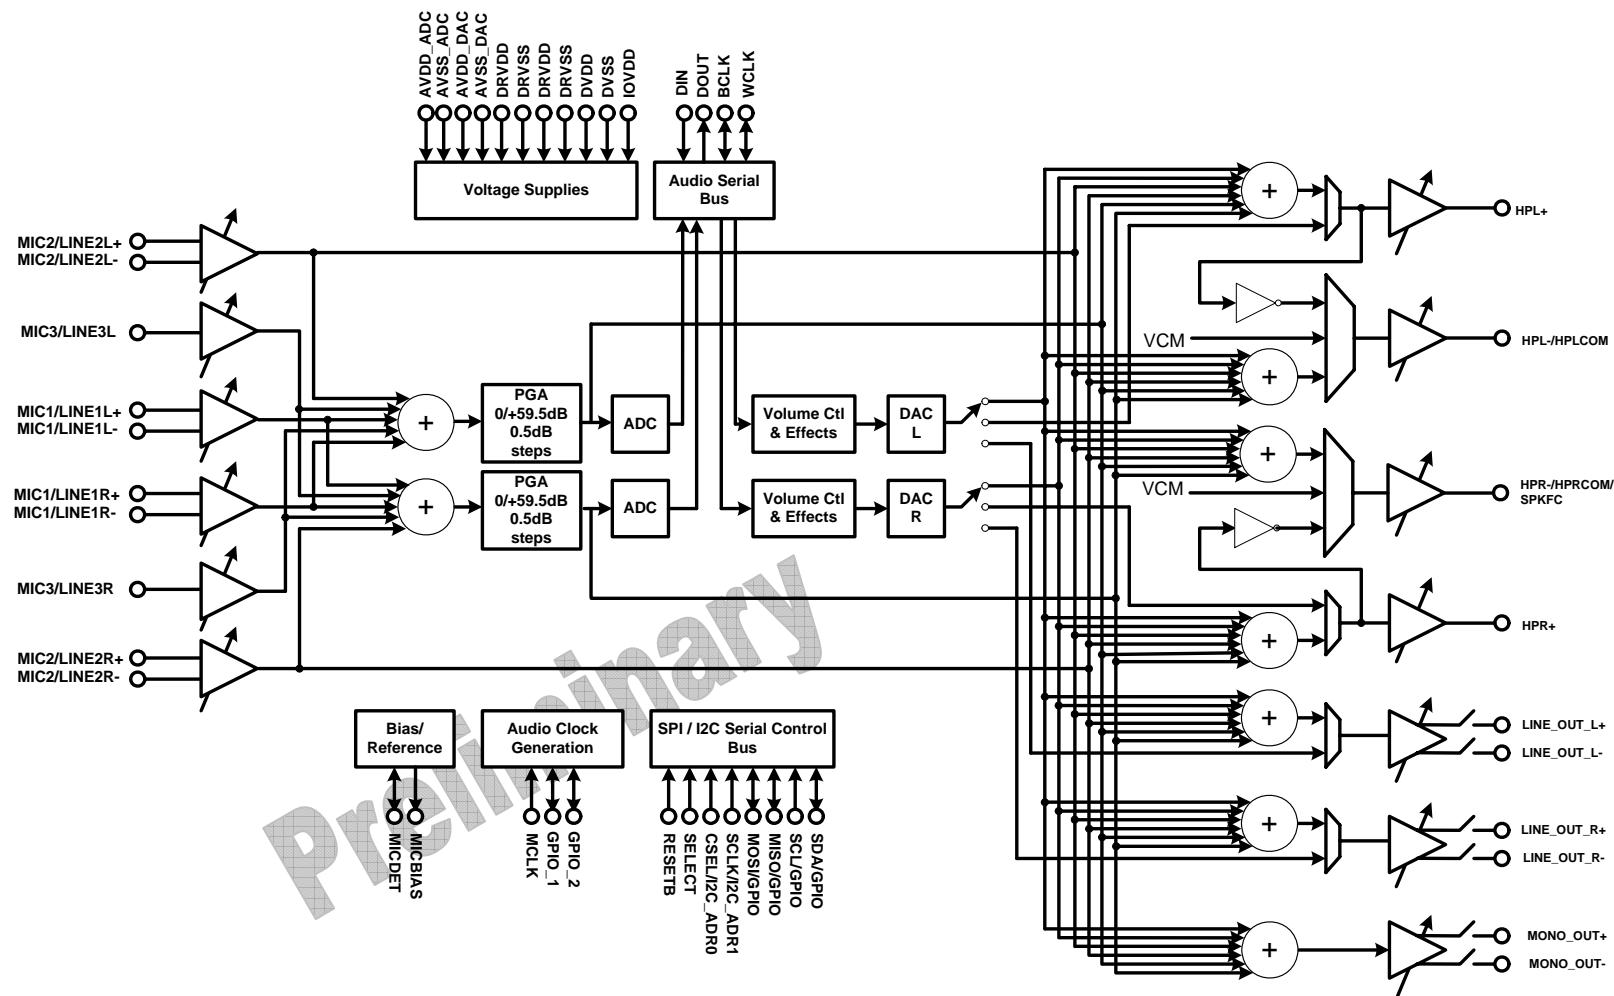 AVDD_ADC
AVSS_ADC
AVDD_DAC
AVSS_DAC
DRVDD
DRVSS
DRVDD
DRVSS
DVDD
DVSS
IOVDD
DIN
DOUT
BCLK
WCLK
Voltage Supplies
Audio Serial
Bus
MIC2/LINE2L+
MIC2/LINE2L-
MIC3/LINE3L
MIC1/LINE1L+
MIC1/LINE1L-
MIC1/LINE1R+
MIC1/LINE1R-
MIC3/LINE3R
MIC2/LINE2R+
MIC2/LINE2R-
+
PGA
0/+59.5dB
0.5dB
steps
ADC
Volume Ctl
& Effects
DAC
L
+
PGA
0/+59.5dB
0.5dB
steps
ADC
Volume Ctl
& Effects
DAC
R
+
HPL+
VCM
+
HPL-/HPLCOM
+
VCM
HPR-/HPRCOM/
SPKFC
+
HPR+
+
LINE_OUT_L+
LINE_OUT_L-
+
LINE_OUT_R+
LINE_OUT_R-
+
MONO_OUT+
MONO_OUT-
Preliminary
Bias/
Reference
Audio Clock
Generation
SPI / I2C Serial Control
Bus
MICDET
MICBIAS
MCLK
GPIO_1
GPIO_2
RESETB
SELECT
CSEL/I2C_ADR0
SCLK/I2C_ADR1
MOSI/GPIO
MISO/GPIO
SCL/GPIO
SDA/GPIO